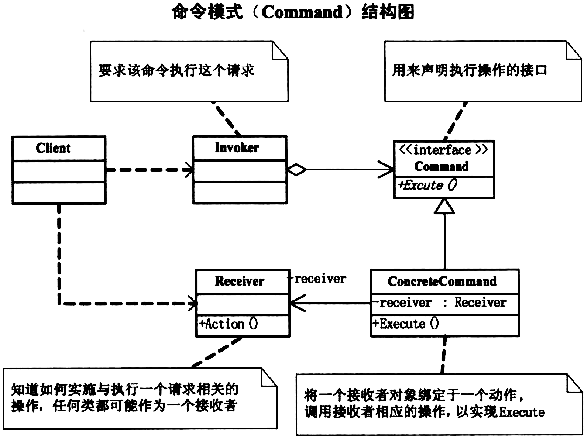 命令模式（Command）结构图
要求该命令执行这个请求
用来声明执行操作的接口
Client
Invoker
<<interface >>
Command
+Excute ()
Receiver
-receiver
ConcreteCommand
-receiver : Receiver
+Action ()
+Execute ()
知道如何实施与执行一个请求相关的
操作，任何类都可能作为一个接收者
将一个接收者对象绑定于一个动作，
调用接收者相应的操作，以实现Execute